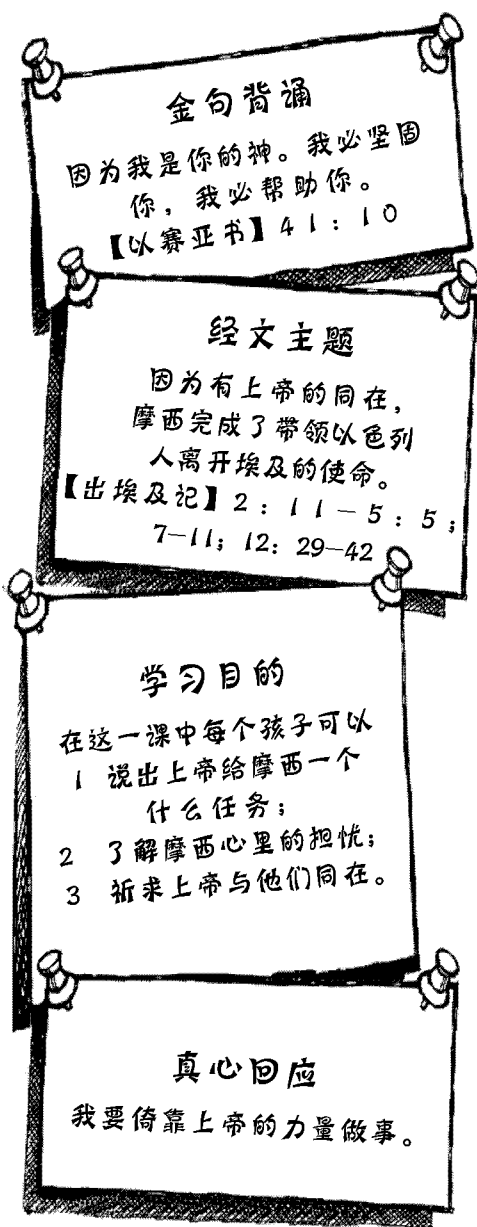 金句背诵
因为我是你的神。我必坚固
你，我必帮助你。
【以赛亚书】41：10
经文主题
因为有上帝的同在，
摩西完成了带领以色列
人离开埃及的使命。
【出埃及记】2：11－5：5；
7—11；12：29—42
学习目的
在这一课中每个孩子可以
1 说出上帝给摩西一个
什么任务；
2 了解摩西心里的担忧；
3 祈求上帝与他们同在。
真心回应
我要倚靠上帝的力量做事。